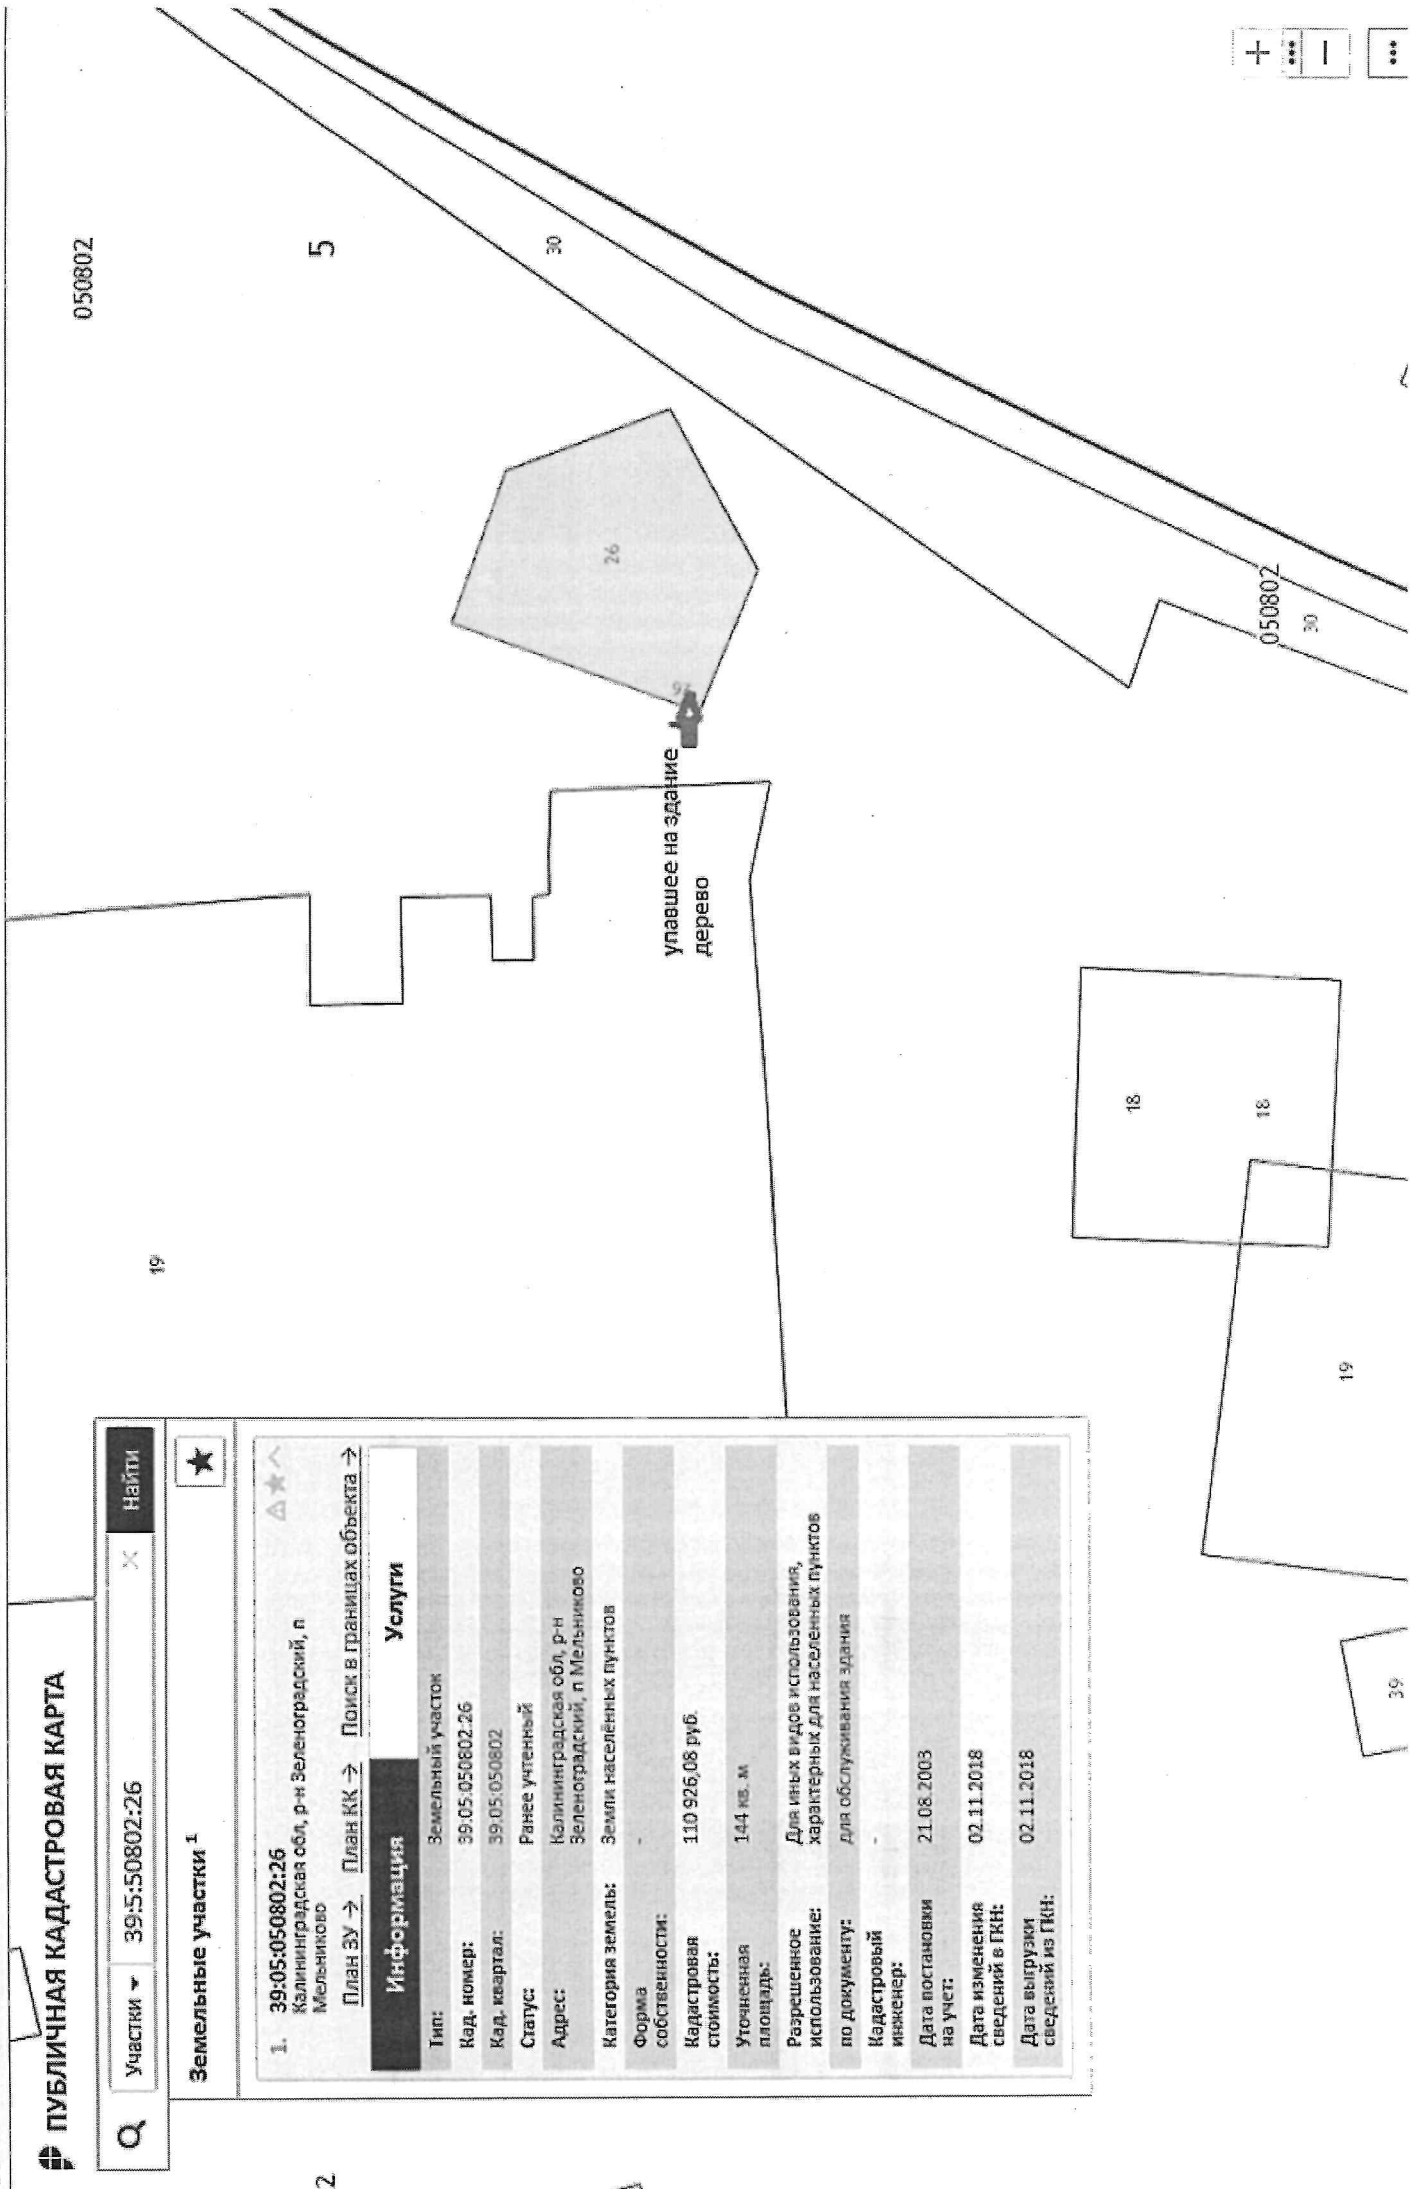 ПУБЛИЧНАЯ КАДАСТРОВАЯ КАРТА
Участки
39:5:50802:26
Найти
Земельные участки 1
1. 39:05:050802:26
Калининградская обл, р-н Зеленоградский, п
Мельниково
План ЗУ → План КК → Поиск в границах объекта →
Информация Услуги
Тип: Земельный участок
Кад. номер: 39:05:050802:26
Кад. квартал: 39:05:050802
Статус: Ранее учтенный
Адрес: Калининградская обл, р-н
Зеленоградский, п Мельниково
Категория земель: Земли населённых пунктов
Форма
собственности: -
Кадастровая
стоимость: 110 926,08 руб.
Уточненная
площадь: 144 кв. м
Разрешенное
использование: Для иных видов использования,
характерных для населенных пунктов
по документу: для обслуживания здания
Кадастровый
инженер: -
Дата постановки
на учет: 21.08.2003
Дата изменения
сведений в ГКН: 02.11.2018
Дата выгрузки
сведений из ГКН: 02.11.2018
050802
5
30
26
упавшее на здание
дерево
19
050802
30
18
18
19
39
2